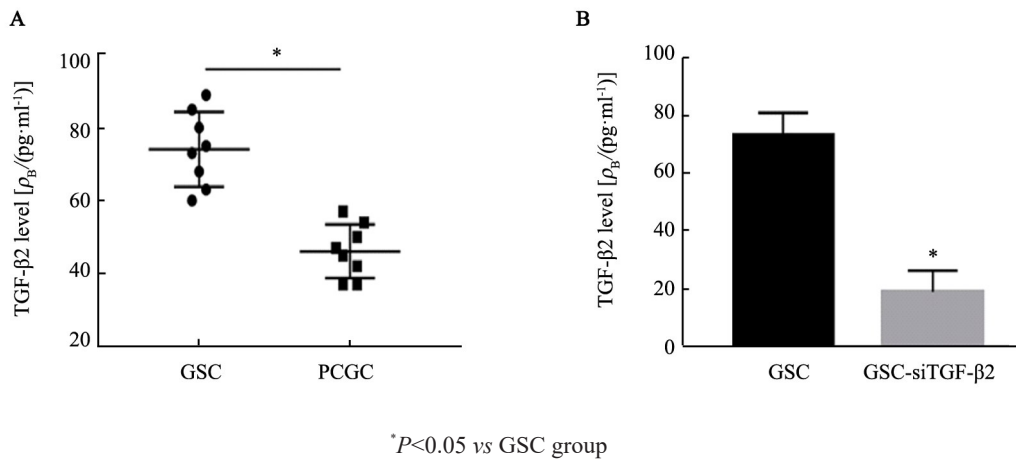 A
TGF-β2 level [ρB/(pg·ml-1)]
100
80
60
40
20
*
GSC
PCGC
B
TGF-β2 level [ρB/(pg·ml-1)]
100
80
60
40
20
0
*
GSC
GSC-siTGF-β2
*P<0.05 vs GSC group